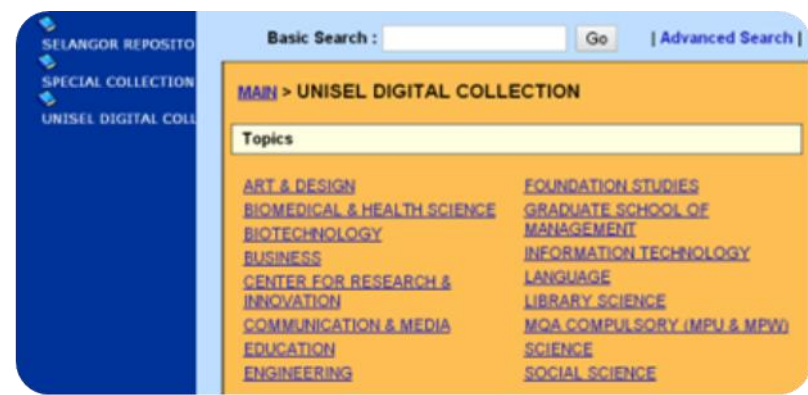 SELANGOR REPOSITO
SPECIAL COLLECTION
UNISEL DIGITAL COLL
Basic Search :
Go
| Advanced Search |
MAIN > UNISEL DIGITAL COLLECTION
Topics
ART & DESIGN
BIOMEDICAL & HEALTH SCIENCE
BIOTECHNOLOGY
BUSINESS
CENTER FOR RESEARCH &
INNOVATION
COMMUNICATION & MEDIA
EDUCATION
ENGINEERING
FOUNDATION STUDIES
GRADUATE SCHOOL OF
MANAGEMENT
INFORMATION TECHNOLOGY
LANGUAGE
LIBRARY SCIENCE
MQA COMPULSORY (MPU & MPW)
SCIENCE
SOCIAL SCIENCE